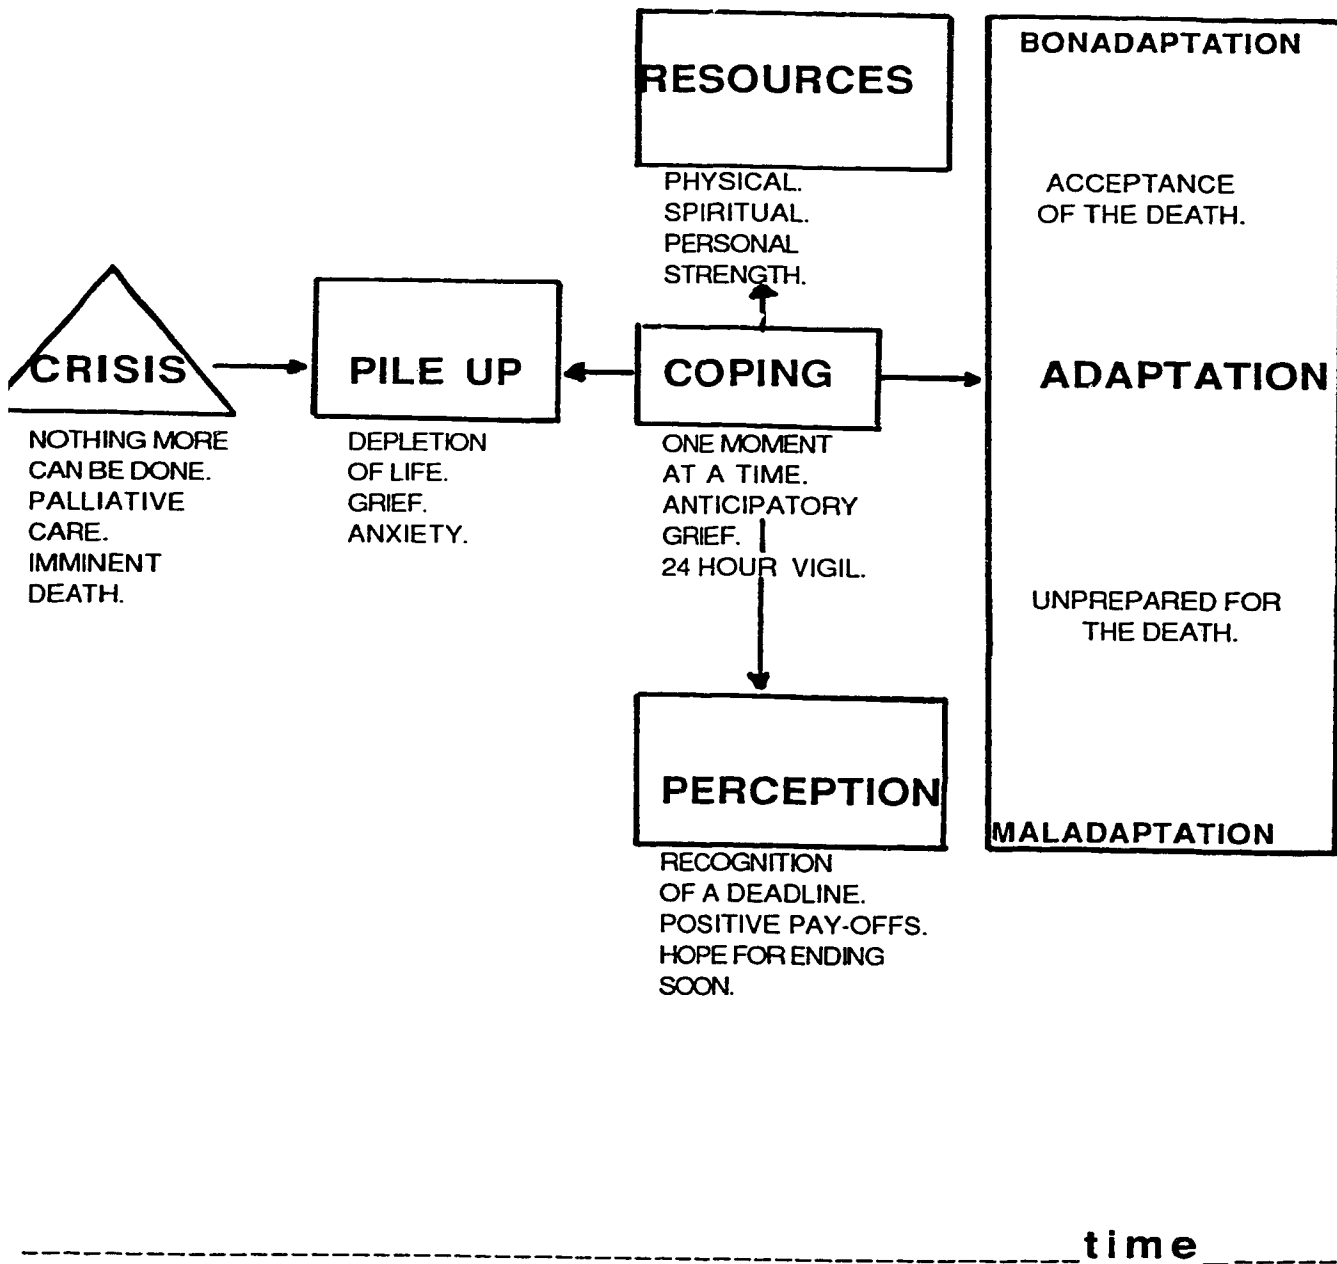 RESOURCES
PHYSICAL.
SPIRITUAL.
PERSONAL
STRENGTH.
CRISIS
NOTHING MORE
CAN BE DONE.
PALLIATIVE
CARE.
IMMINENT
DEATH.
PILE UP
DEPLETION
OF LIFE.
GRIEF.
ANXIETY.
COPING
ONE MOMENT
AT A TIME.
ANTICIPATORY
GRIEF.
24 HOUR VIGIL.
PERCEPTION
RECOGNITION
OF A DEADLINE.
POSITIVE PAY-OFFS.
HOPE FOR ENDING
SOON.
BONADAPTATION
ACCEPTANCE
OF THE DEATH.
ADAPTATION
UNPREPARED FOR
THE DEATH.
MALADAPTATION
time